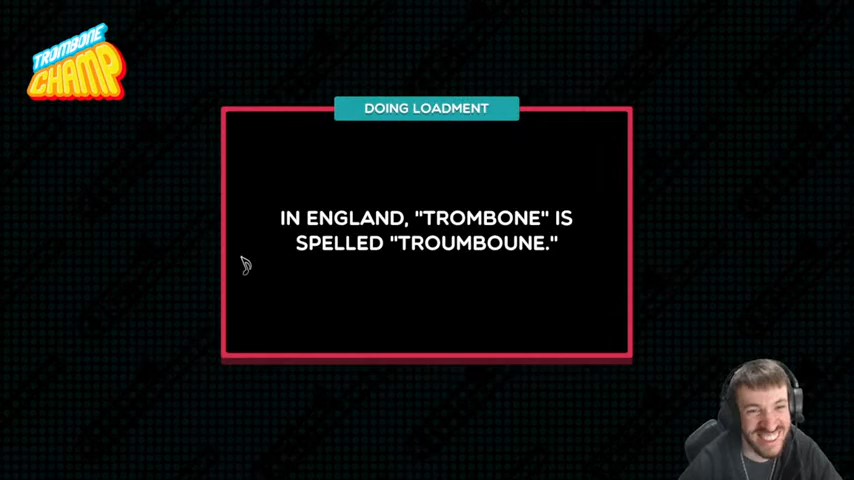 TROMBONE
CHAMP
DOING LOADMENT
IN ENGLAND, "TROMBONE" IS
SPELLED "TROUMBOUNE."